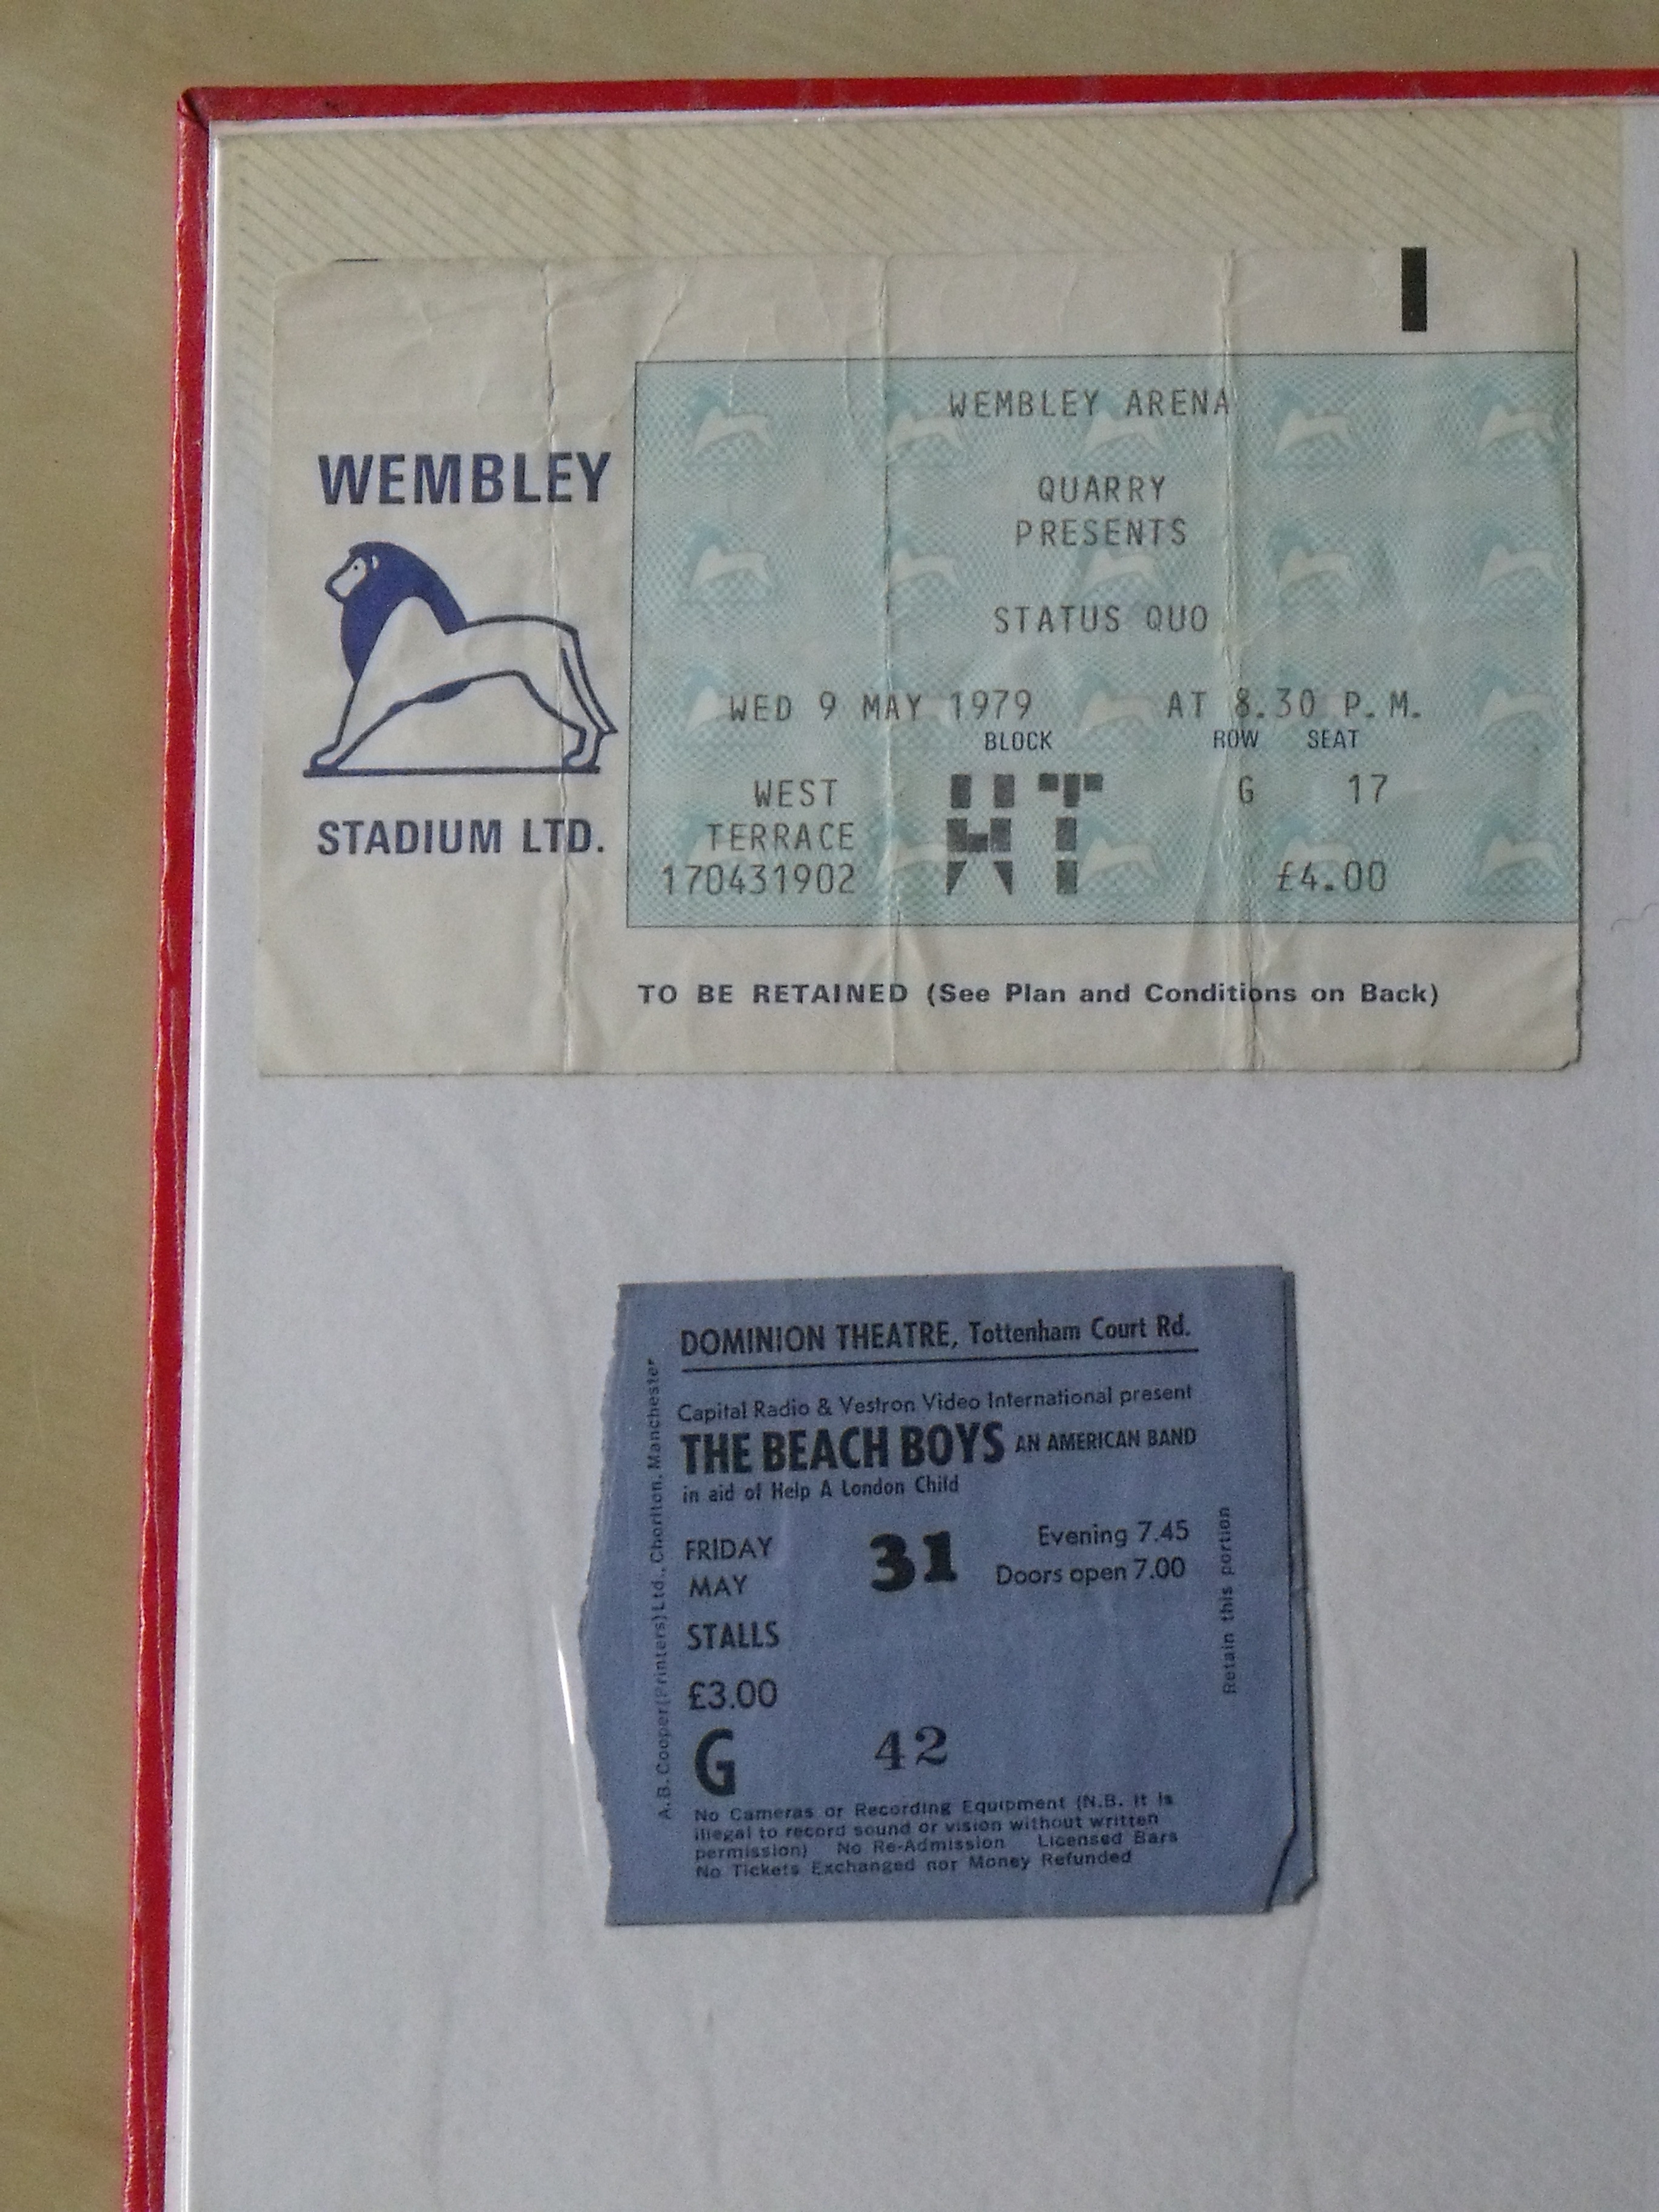 WEMBLEY
STADIUM LTD.
WEMBLEY ARENA
QUARRY
PRESENTS
STATUS QUO
WED 9 MAY 1979 AT 8.30 P.M.
BLOCK ROW SEAT
WEST G 17
TERRACE
170431902 £4.00
TO BE RETAINED (See Plan and Conditions on Back)
DOMINION THEATRE, Tottenham Court Rd.
Capital Radio & Vestron Video International present
THE BEACH BOYS AN AMERICAN BAND
in aid of Help A London Child
FRIDAY 31 Evening 7.45
MAY Doors open 7.00
STALLS
£3.00
G 42
No Cameras or Recording Equipment (N.B. It is
illegal to record sound or vision without written
permission) No Re-Admission Licensed Bars
No Tickets Exchanged nor Money Refunded
A.B. Cooper (Printers) Ltd., Chorlton, Manchester
Retain this portion